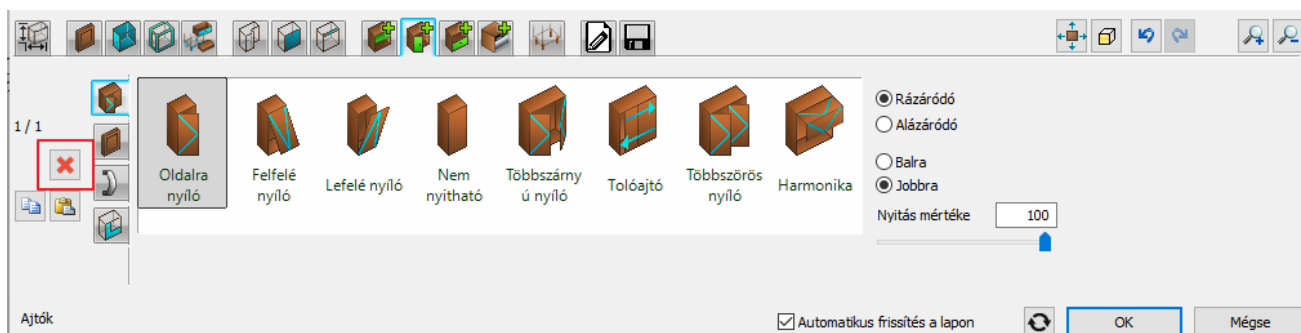 1 / 1
Oldalra
nyíló
Felfelé
nyíló
Lefelé nyíló
Nem
nyitható
Többszárny
ú nyíló
Tolóajtó
Többszörös
nyíló
Harmonika
Rázáródó
Alázáródó
Balra
Jobbra
Nyitás mértéke 100
Ajtók
Automatikus frissítés a lapon
OK
Mégse